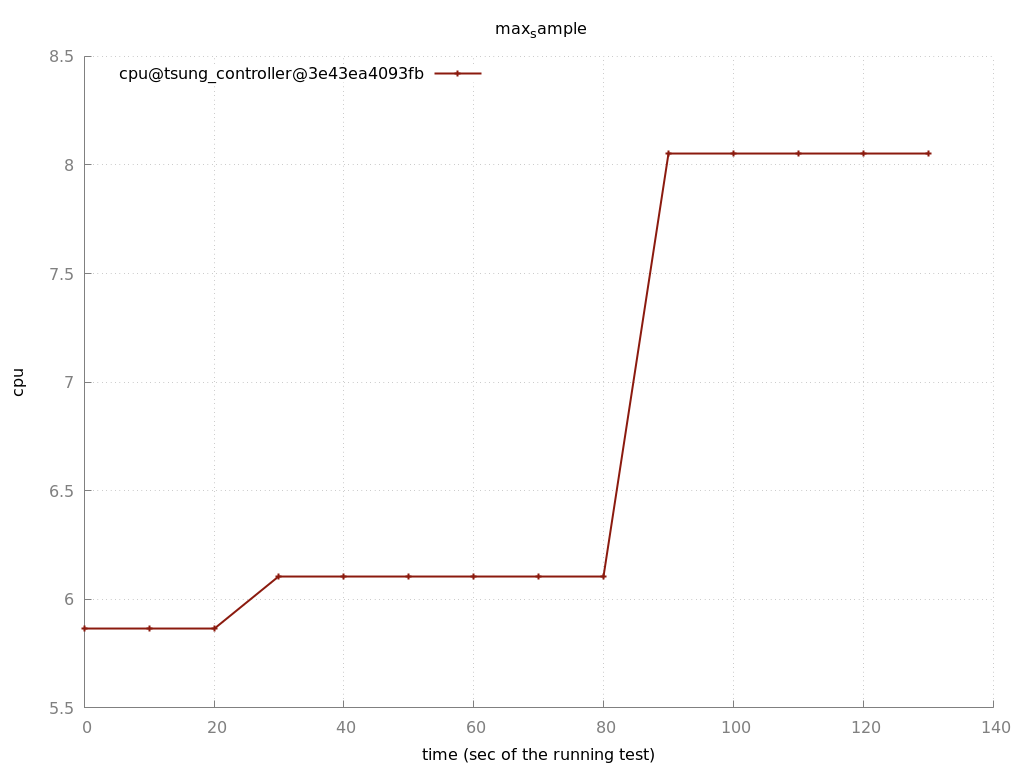 max_sample
8.5
cpu@tsung_controller@3e43ea4093fb
8
7.5
7
cpu
6.5
6
5.5
0 20 40 60 80 100 120 140
time (sec of the running test)